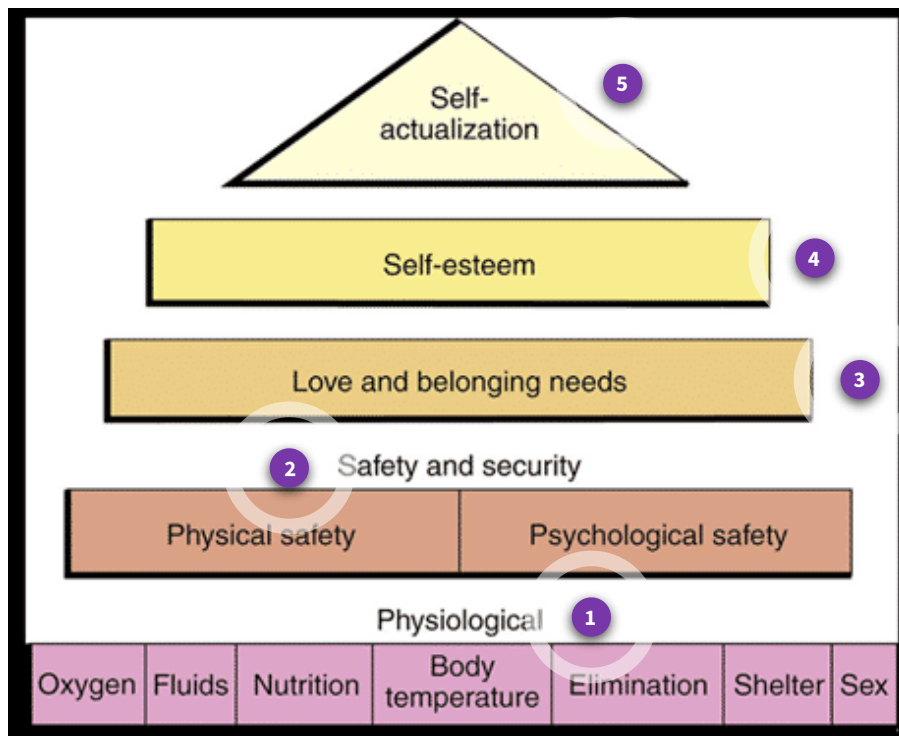 Self-
actualization
5
Self-esteem
4
Love and belonging needs
3
2
Safety and security
Physical safety
Psychological safety
Physiological
1
Oxygen
Fluids
Nutrition
Body
temperature
Elimination
Shelter
Sex